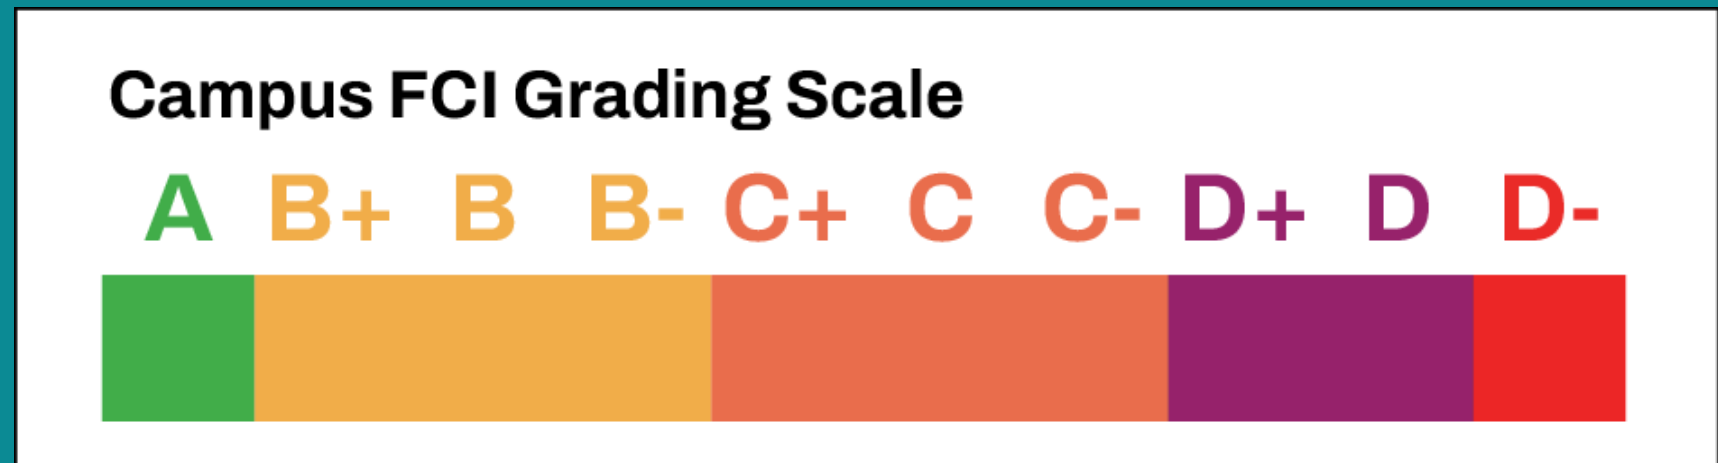 Campus FCI Grading Scale
A B+ B B- C+ C C- D+ D D-